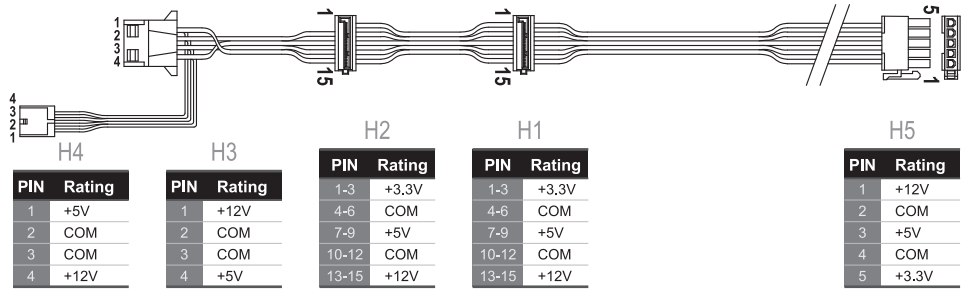 1
2
3
4
4
3
2
1
1
15
1
15
5
1
H4
PIN Rating
1 +5V
2 COM
3 COM
4 +12V
H3
PIN Rating
1 +12V
2 COM
3 COM
4 +5V
H2
PIN Rating
1-3 +3.3V
4-6 COM
7-9 +5V
10-12 COM
13-15 +12V
H1
PIN Rating
1-3 +3.3V
4-6 COM
7-9 +5V
10-12 COM
13-15 +12V
H5
PIN Rating
1 +12V
2 COM
3 +5V
4 COM
5 +3.3V